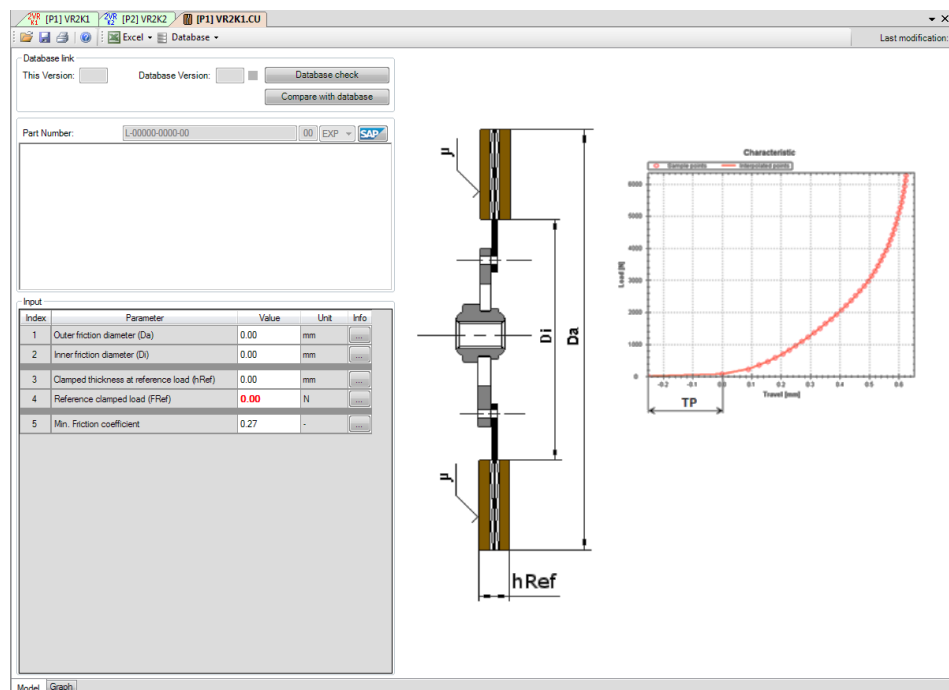 2VR K1 [P1] VR2K1 2VR K2 [P2] VR2K2 [P1] VR2K1.CU
Excel Database Last modification:
Database link
This Version: Database Version: Database check
Compare with database
Part Number: L-00000-0000-00 00 EXP SAP
Input
Index Parameter Value Unit Info
1 Outer friction diameter (Da) 0.00 mm ...
2 Inner friction diameter (Di) 0.00 mm ...
3 Clamped thickness at reference load (hRef) 0.00 mm ...
4 Reference clamped load (FRef) 0.00 N ...
5 Min. Friction coefficient 0.27 - ...
µ
Di
Da
µ
hRef
Characteristic
Sample points Interpolated points
Load [N]
6000
5000
4000
3000
2000
1000
0
-0.2 -0.1 0.0 0.1 0.2 0.3 0.4 0.5 0.6
Travel [mm]
TP
Model Graph